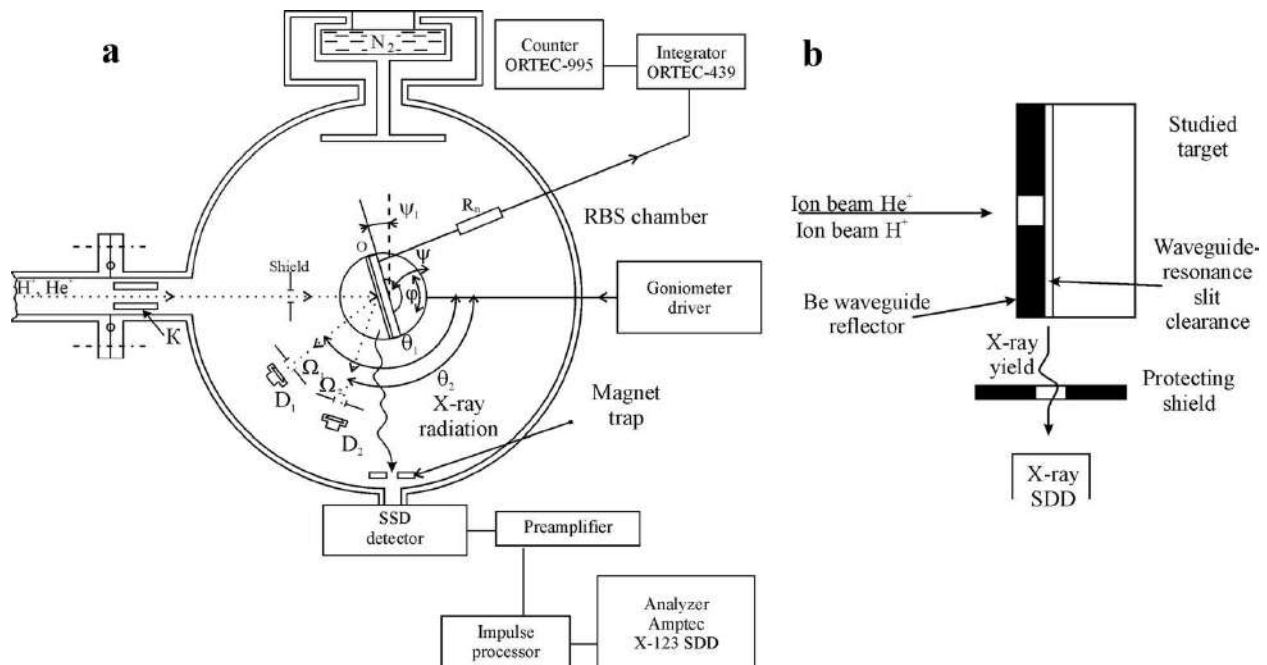 a
N2
Counter
ORTEC-995
Integrator
ORTEC-439
ψ1
Rn
RBS chamber
O
ψ
φ
Shield
H+, He+
K
Goniometer
driver
θ1
θ2
Ω1
Ω2
D1
D2
X-ray
radiation
Magnet
trap
SSD
detector
Preamplifier
Impulse
processor
Analyzer
Amptec
X-123 SDD
b
Studied
target
Ion beam He+
Ion beam H+
Waveguide-
resonance
slit
clearance
Be waveguide
reflector
X-ray
yield
Protecting
shield
X-ray
SDD